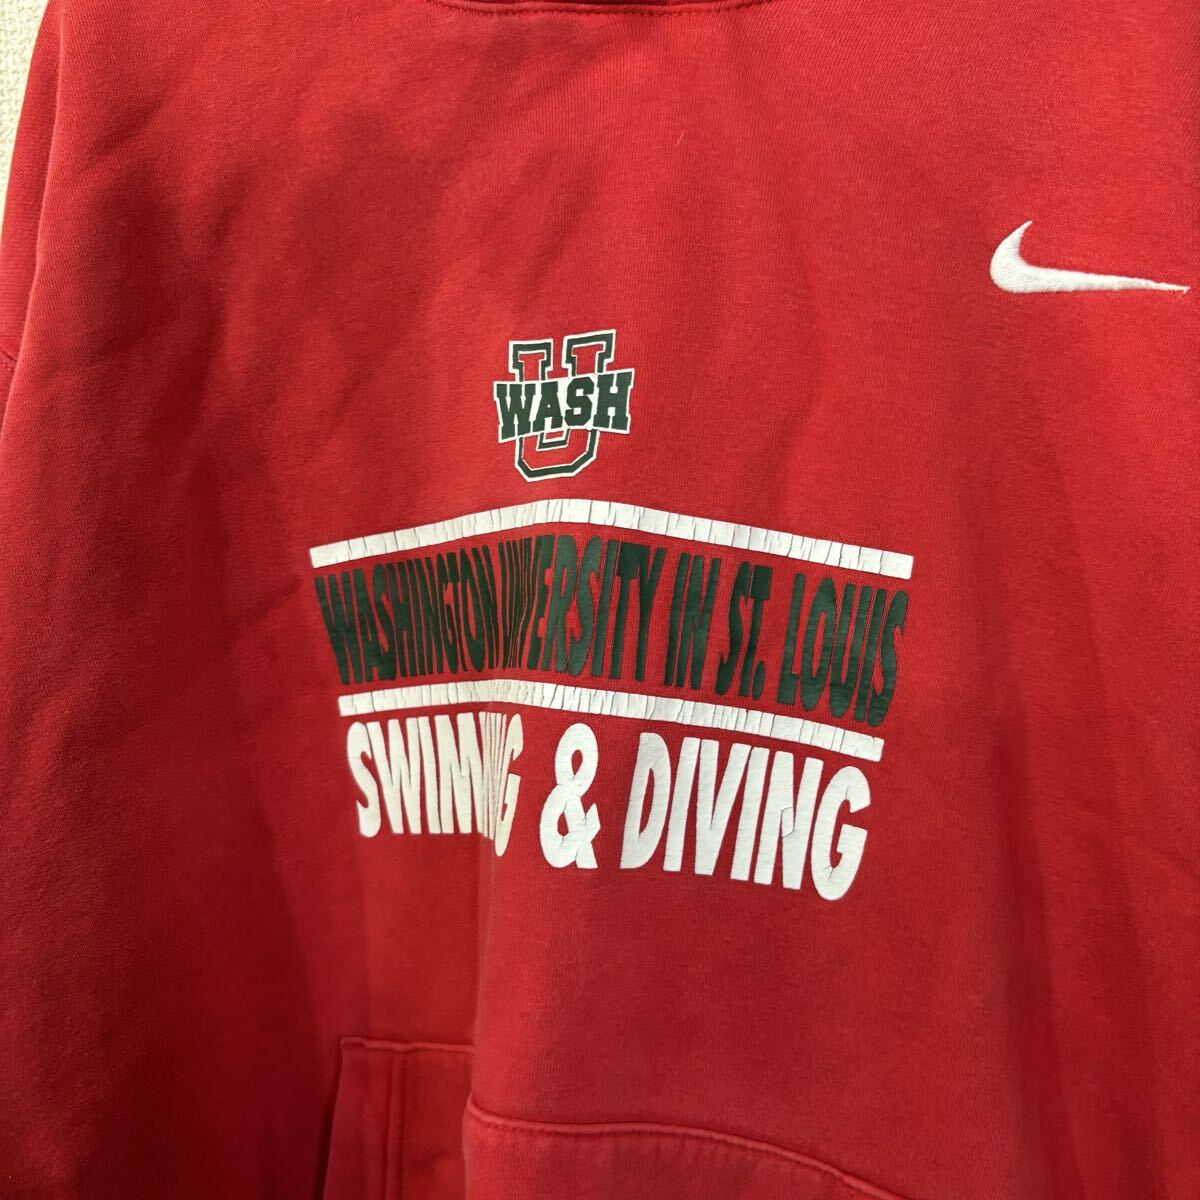 U
WASH
WASHINGTON UNIVERSITY IN ST. LOUIS
SWIMMING & DIVING